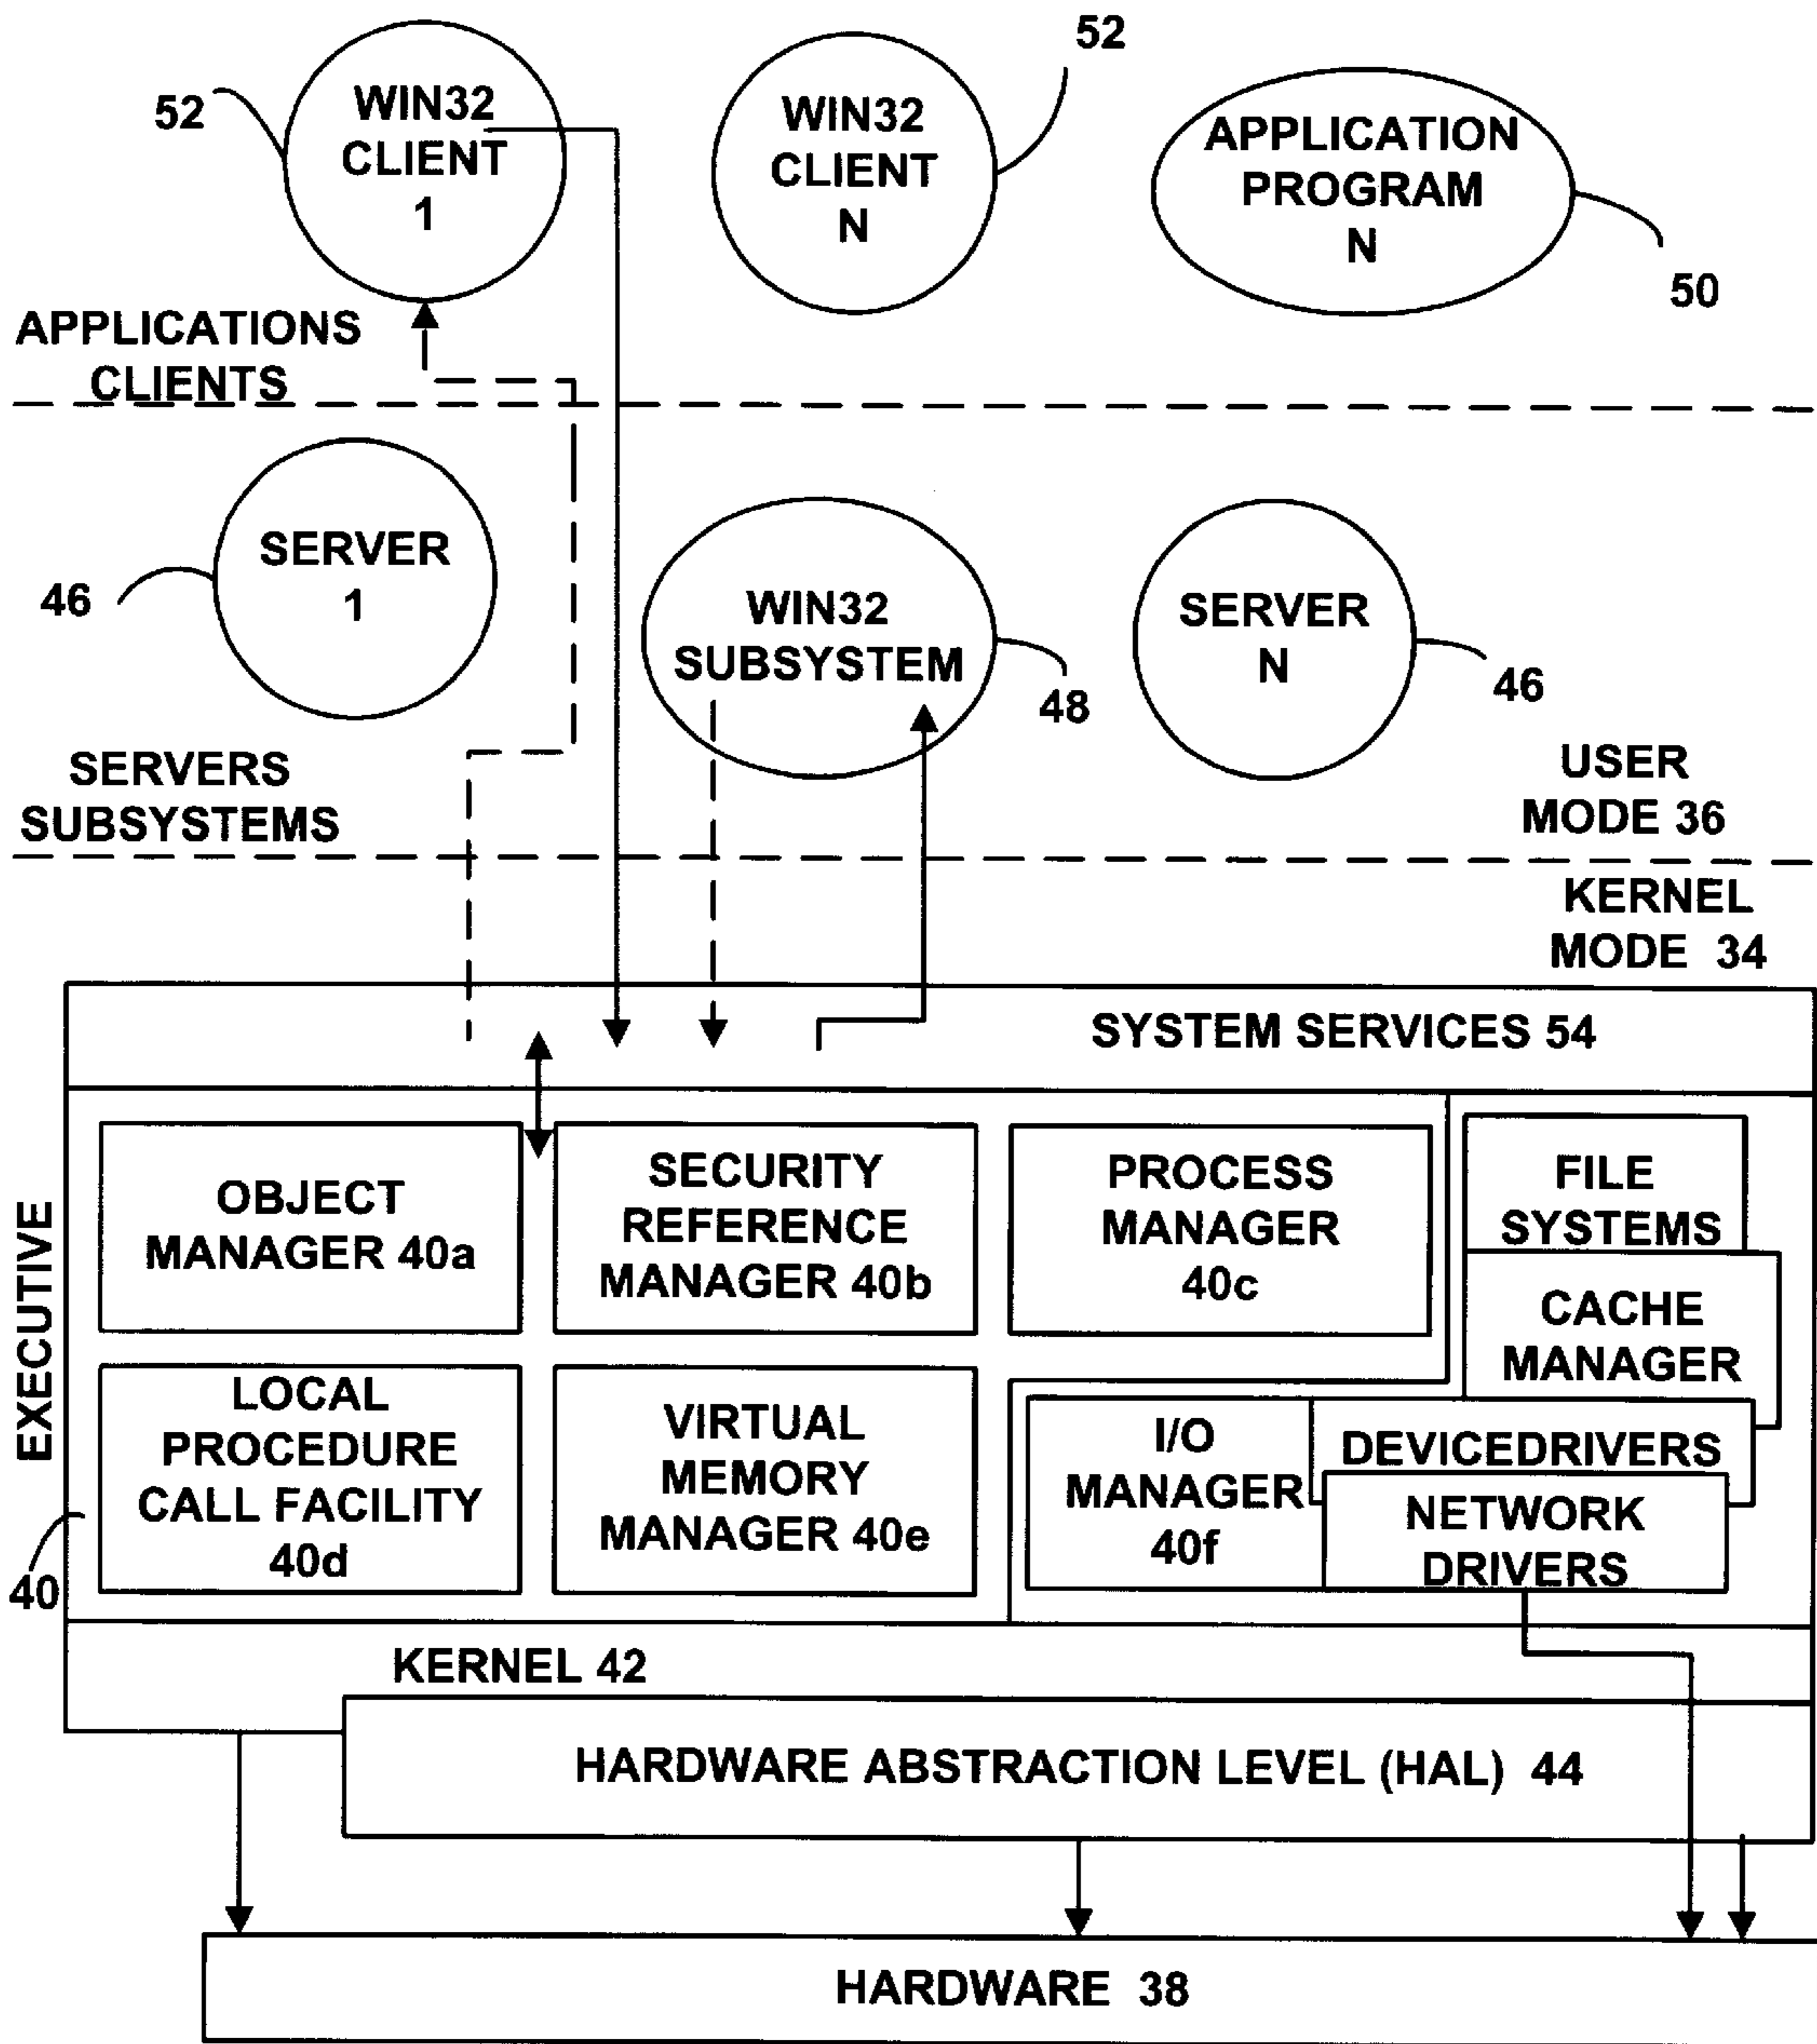 52
WIN32
CLIENT
1
52
WIN32
CLIENT
N
APPLICATION
PROGRAM
N
50
APPLICATIONS
CLIENTS
46
SERVER
1
WIN32
SUBSYSTEM
48
SERVER
N
46
SERVERS
SUBSYSTEMS
USER
MODE 36
KERNEL
MODE 34
SYSTEM SERVICES 54
EXECUTIVE
OBJECT
MANAGER 40a
SECURITY
REFERENCE
MANAGER 40b
PROCESS
MANAGER
40c
FILE
SYSTEMS
CACHE
MANAGER
LOCAL
PROCEDURE
CALL FACILITY
40d
VIRTUAL
MEMORY
MANAGER 40e
I/O
MANAGER
40f
DEVICEDRIVERS
NETWORK
DRIVERS
40
KERNEL 42
HARDWARE ABSTRACTION LEVEL (HAL) 44
HARDWARE 38